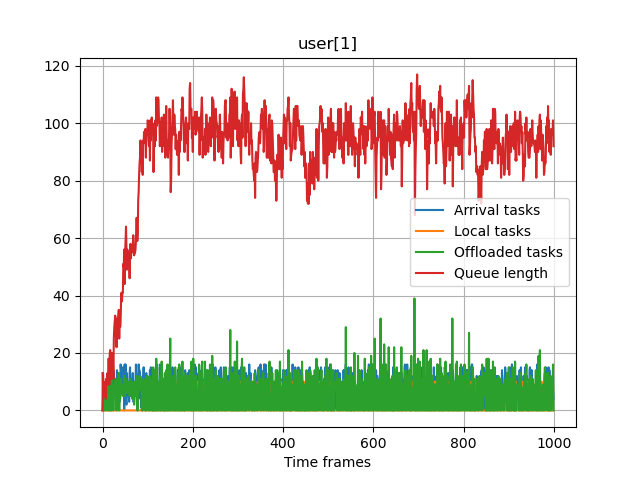 user[1]
120
100
80
60
40
20
0
Arrival tasks
Local tasks
Offloaded tasks
Queue length
0 200 400 600 800 1000
Time frames